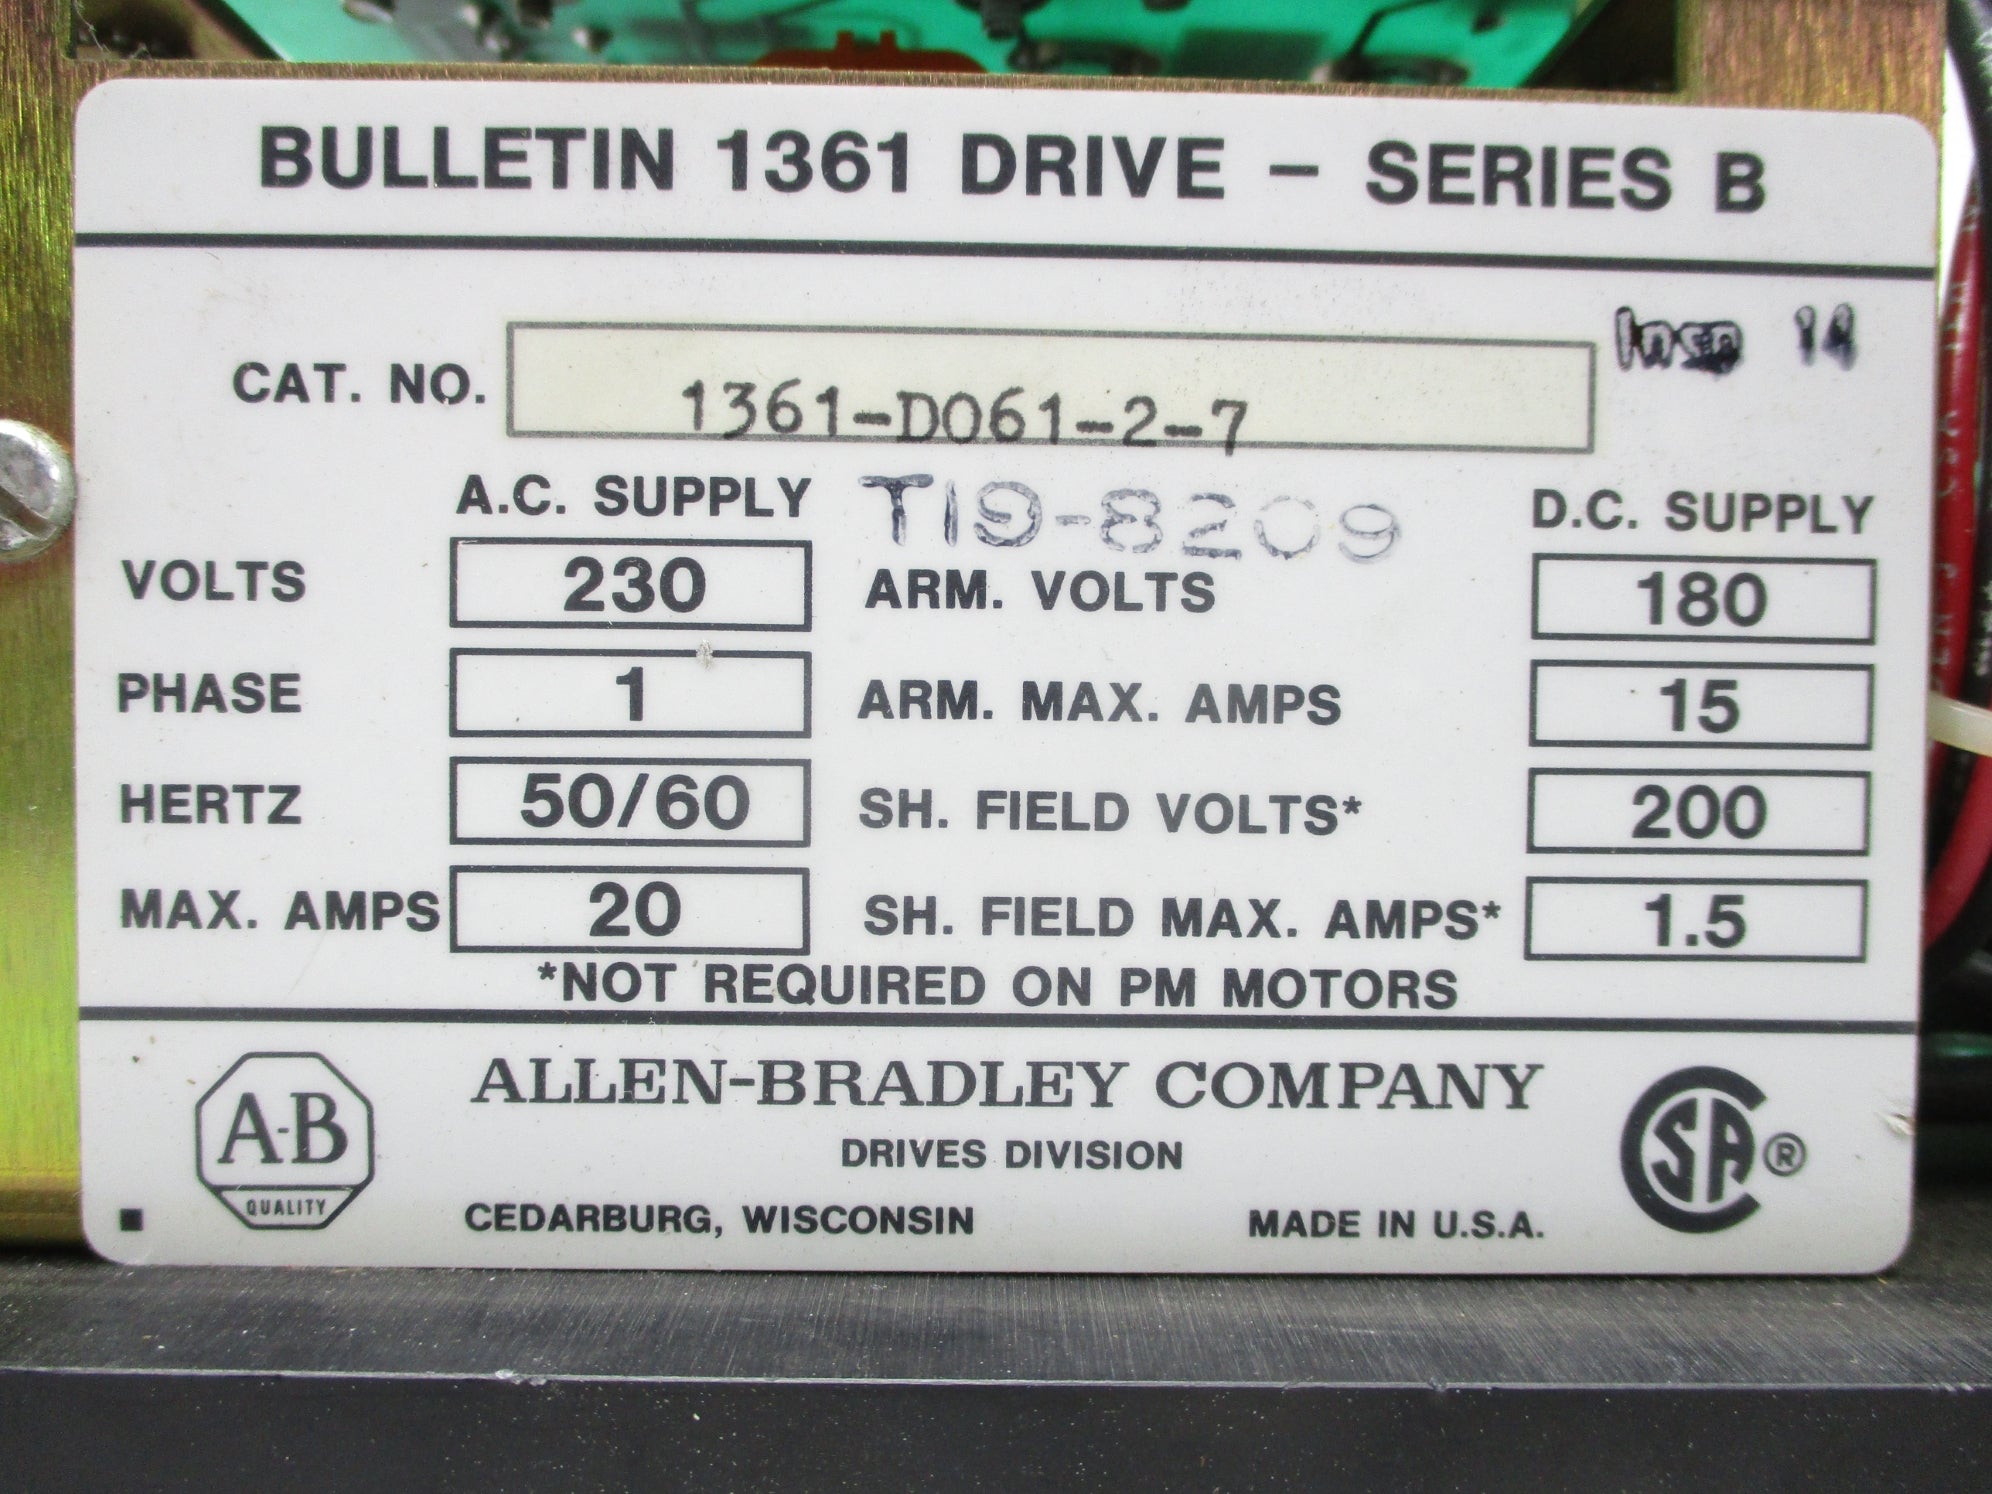 BULLETIN 1361 DRIVE – SERIES B
CAT. NO. 1361-D061-2-7
14
A.C. SUPPLY T19-8209 D.C. SUPPLY
VOLTS 230 ARM. VOLTS 180
PHASE 1 ARM. MAX. AMPS 15
HERTZ 50/60 SH. FIELD VOLTS* 200
MAX. AMPS 20 SH. FIELD MAX. AMPS* 1.5
*NOT REQUIRED ON PM MOTORS
A-B
QUALITY
ALLEN-BRADLEY COMPANY
DRIVES DIVISION
CEDARBURG, WISCONSIN MADE IN U.S.A.
CSA ®